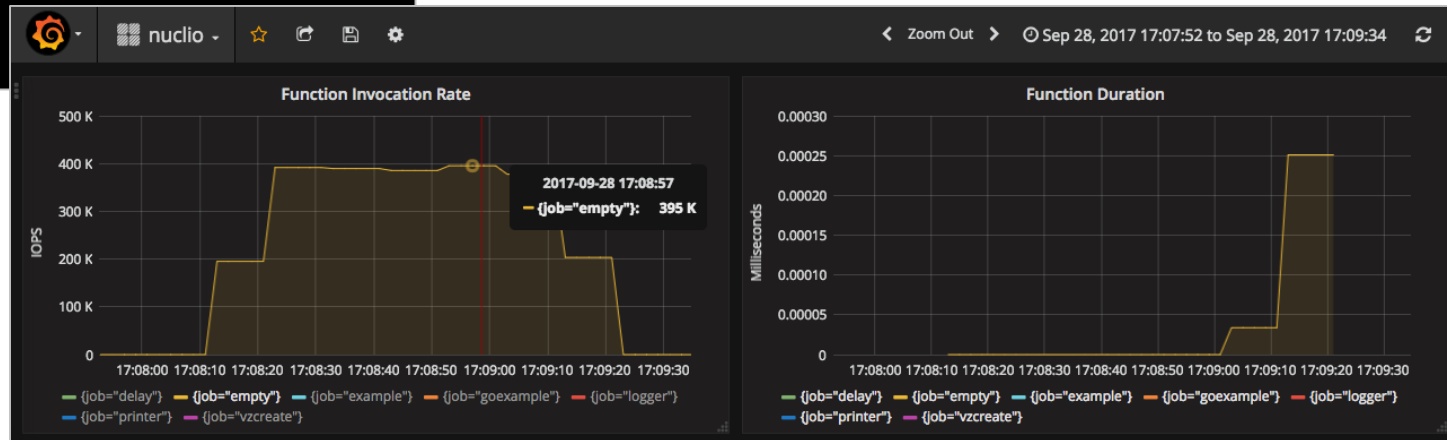 nuclio
Zoom Out
Sep 28, 2017 17:07:52 to Sep 28, 2017 17:09:34
Function Invocation Rate
500 K
400 K
300 K
200 K
100 K
0
IOPS
2017-09-28 17:08:57
{job="empty"}: 395 K
17:08:00 17:08:10 17:08:20 17:08:30 17:08:40 17:08:50 17:09:00 17:09:10 17:09:20 17:09:30
{job="delay"} {job="empty"} {job="example"} {job="goexample"} {job="logger"}
{job="printer"} {job="vzcreate"}
Function Duration
0.00030
0.00025
0.00020
0.00015
0.00010
0.00005
0
Milliseconds
17:08:00 17:08:10 17:08:20 17:08:30 17:08:40 17:08:50 17:09:00 17:09:10 17:09:20 17:09:30
{job="delay"} {job="empty"} {job="example"} {job="goexample"} {job="logger"}
{job="printer"} {job="vzcreate"}